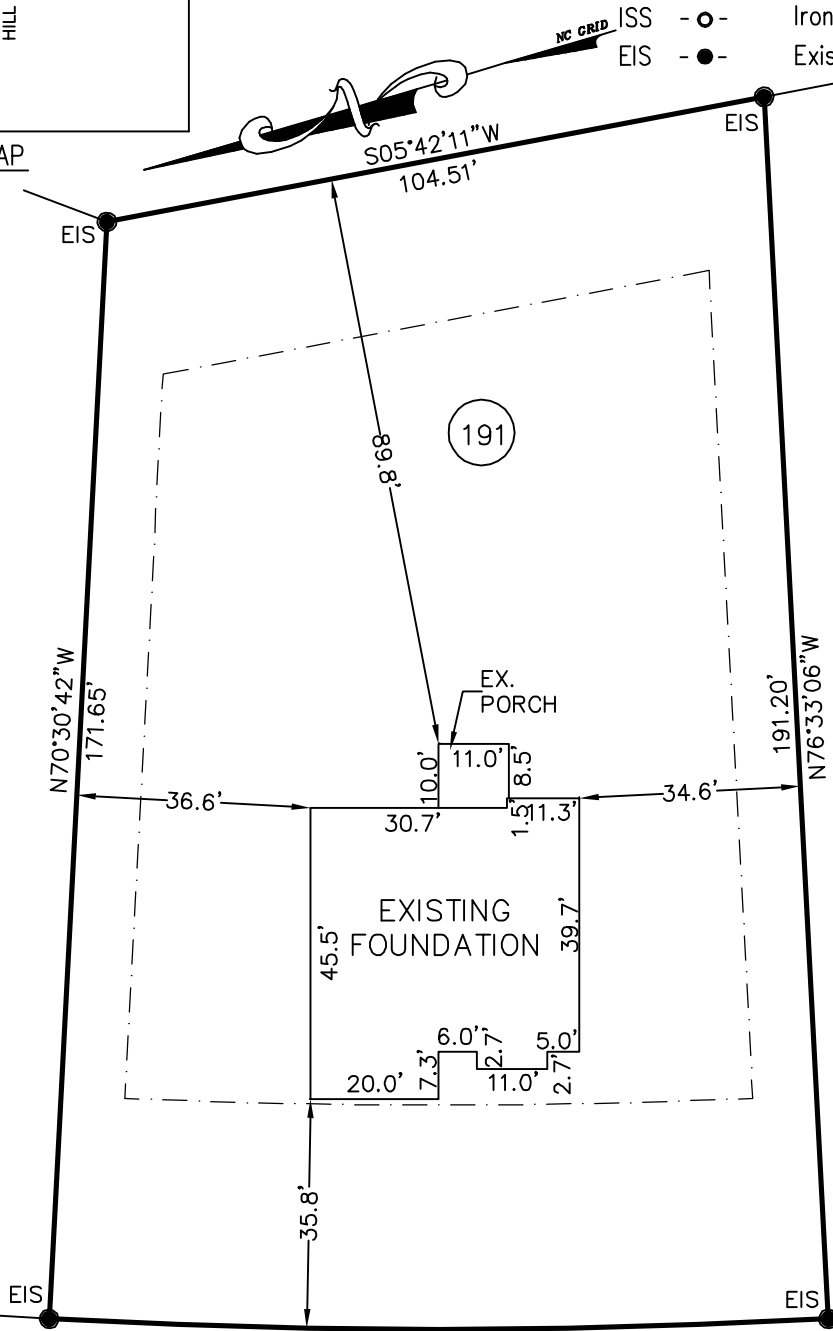 HILL
ISS -o- Iron
EIS -●- Exis
NC GRID
N
AP
S05°42'11"W
104.51'
EIS
EIS
191
89.8'
EX.
PORCH
N70°30'42"W
171.65'
191.20'
N76°33'06"W
11.0'
10.0'
8.5'
36.6'
34.6'
30.7'
1.5'
11.3'
EXISTING
FOUNDATION
45.5'
39.7'
6.0'
2.7'
5.0'
7.3'
20.0'
11.0'
2.7'
35.8'
EIS
EIS